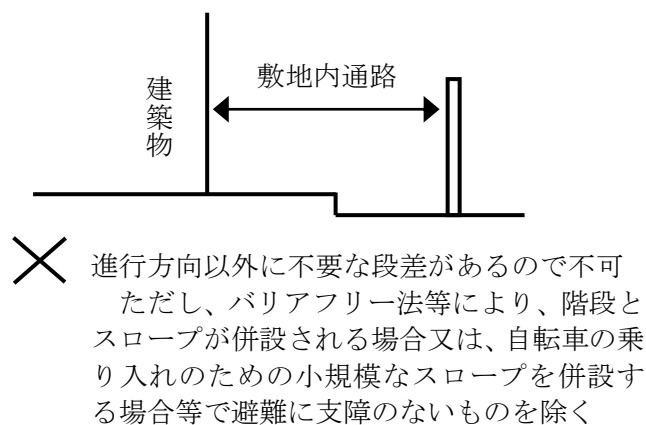 敷地内通路
建築物
進行方向以外に不要な段差があるので不可
ただし、バリアフリー法等により、階段と
スロープが併設される場合又は、自転車の乗
り入れのための小規模なスロープを併設す
る場合等で避難に支障のないものを除く